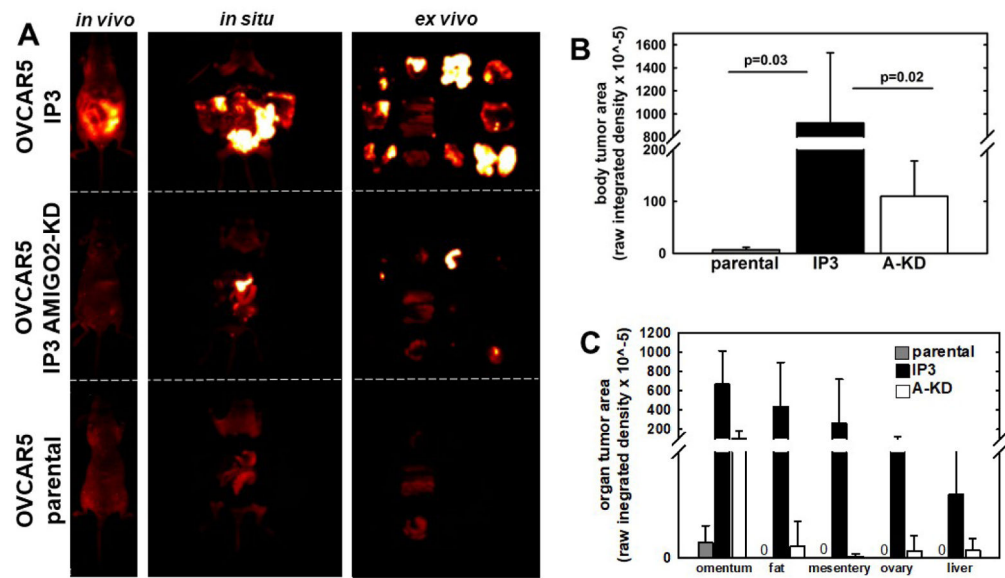 A
in vivo
in situ
ex vivo
OVCAR5
IP3
OVCAR5
IP3 AMIGO2-KD
OVCAR5
parental
B
body tumor area
(raw integrated density x 10^-5)
1600
1400
1200
1000
800
200
100
0
p=0.03
p=0.02
parental IP3 A-KD
C
organ tumor area
(raw inegrated density x 10^-5)
1200
1000
800
600
400
200
0
parental
IP3
A-KD
0 0 0 0
omentum fat mesentery ovary liver